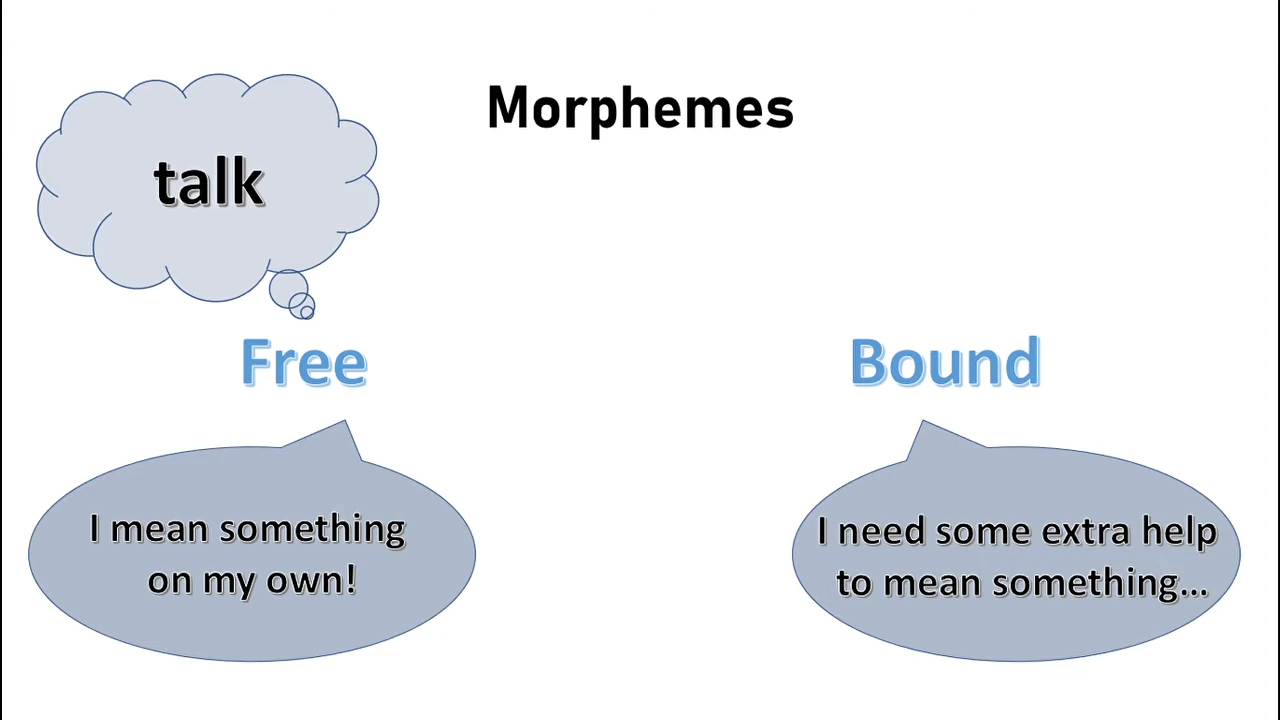 Morphemes
talk
Free
Bound
I mean something
on my own!
I need some extra help
to mean something...